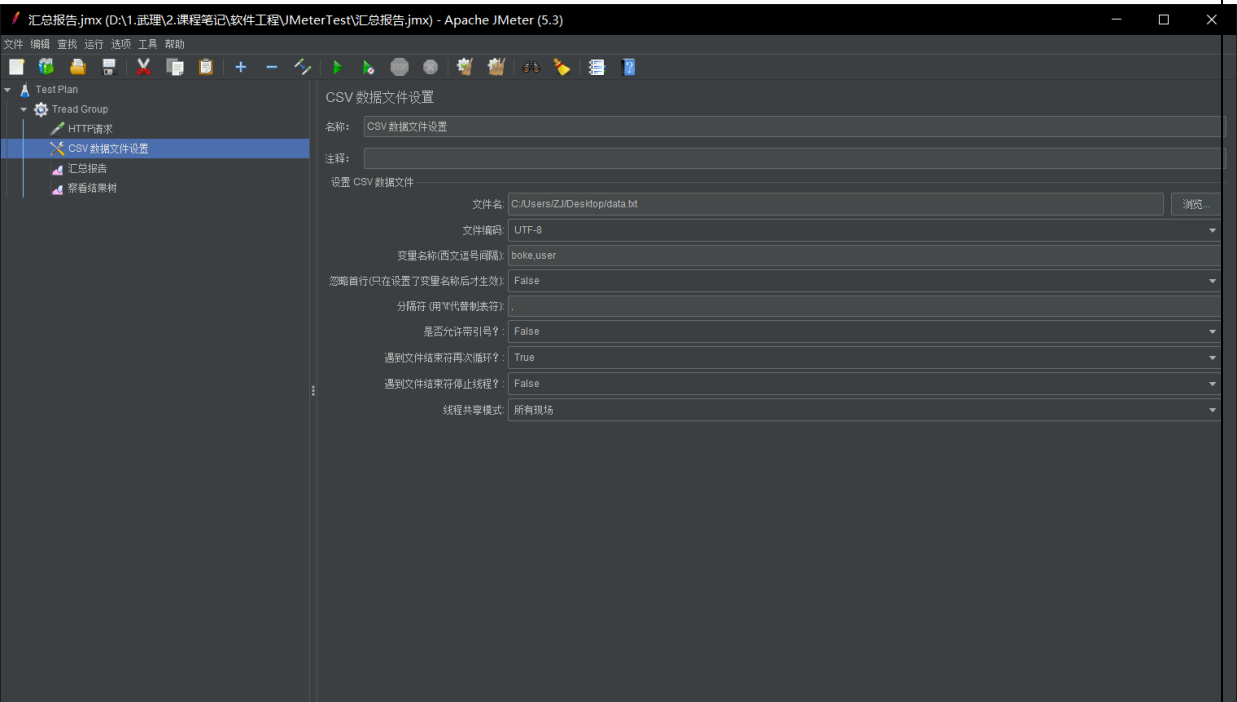 汇总报告.jmx (D:\1.武理\2.课程笔记\软件工程\JMeterTest\汇总报告.jmx) - Apache JMeter (5.3)
文件 编辑 查找 运行 选项 工具 帮助
Test Plan
Tread Group
HTTP请求
CSV 数据文件设置
汇总报告
察看结果树
CSV 数据文件设置
名称: CSV 数据文件设置
注释:
设置 CSV 数据文件
文件名: C:/Users/ZJ/Desktop/data.txt 浏览...
文件编码: UTF-8
变量名称(西文逗号间隔): boke,user
忽略首行(只在设置了变量名称后才生效): False
分隔符 (用'\t'代替制表符): ,
是否允许带引号? : False
遇到文件结束符再次循环? : True
遇到文件结束符停止线程? : False
线程共享模式: 所有现场